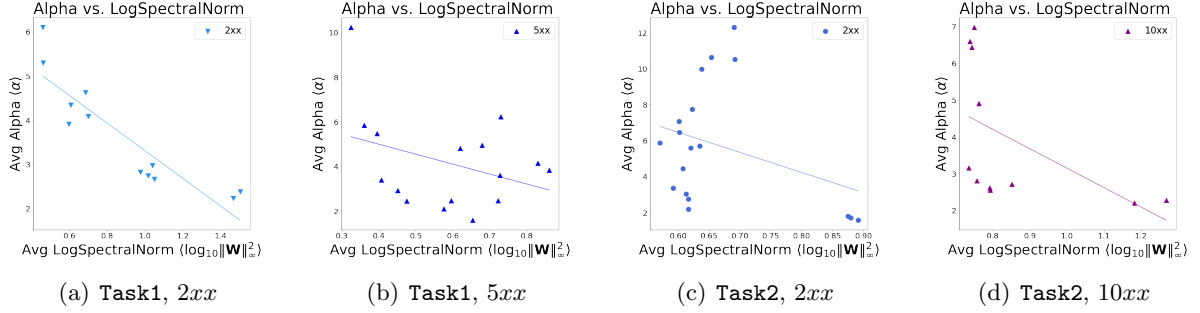 Alpha vs. LogSpectralNorm
2xx
Avg Alpha ⟨α⟩
6
5
4
3
2
0.6 0.8 1.0 1.2 1.4
Avg LogSpectralNorm ⟨log₁₀‖W‖²∞⟩
(a) Task1, 2xx
Alpha vs. LogSpectralNorm
5xx
Avg Alpha ⟨α⟩
10
8
6
4
2
0.3 0.4 0.5 0.6 0.7 0.8
Avg LogSpectralNorm ⟨log₁₀‖W‖²∞⟩
(b) Task1, 5xx
Alpha vs. LogSpectralNorm
2xx
Avg Alpha ⟨α⟩
12
10
8
6
4
2
0.60 0.65 0.70 0.75 0.80 0.85 0.90
Avg LogSpectralNorm ⟨log₁₀‖W‖²∞⟩
(c) Task2, 2xx
Alpha vs. LogSpectralNorm
10xx
Avg Alpha ⟨α⟩
7
6
5
4
3
2
0.8 0.9 1.0 1.1 1.2
Avg LogSpectralNorm ⟨log₁₀‖W‖²∞⟩
(d) Task2, 10xx